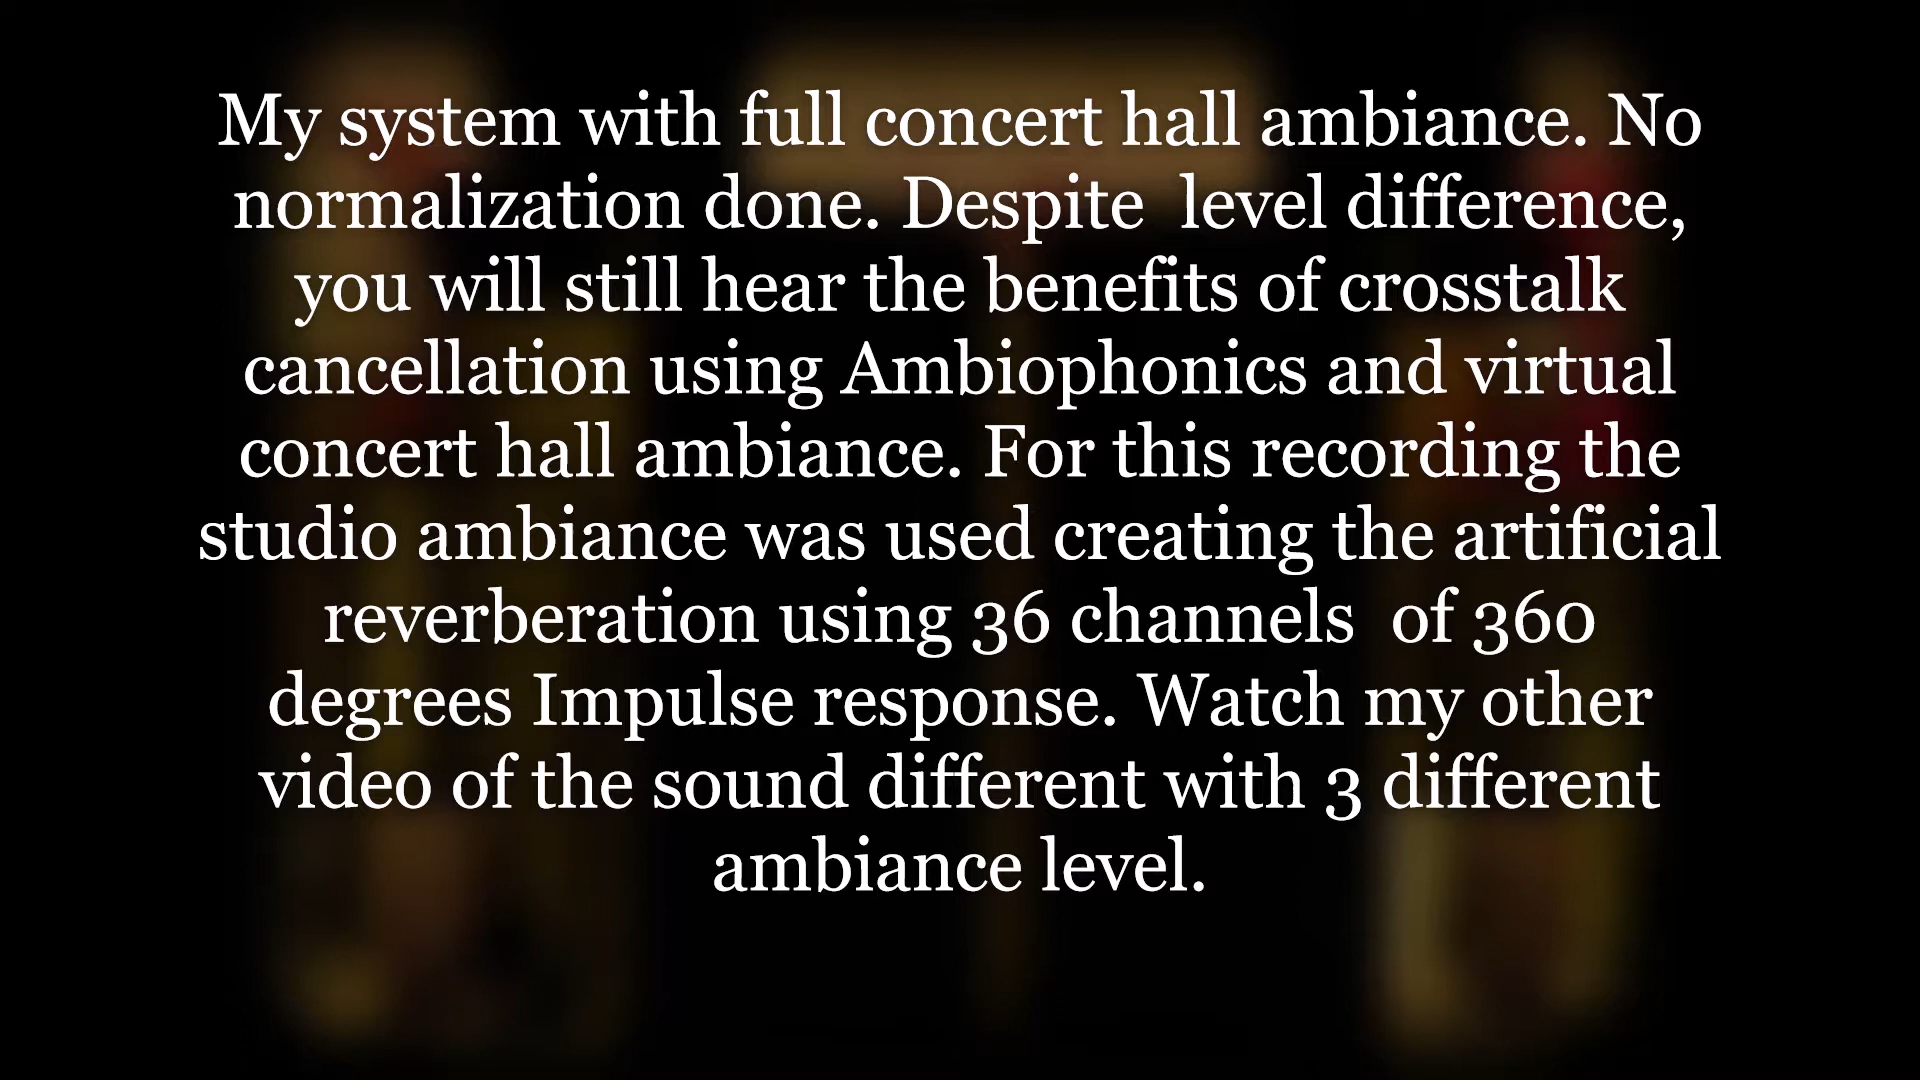 My system with full concert hall ambiance. No
normalization done. Despite  level difference,
you will still hear the benefits of crosstalk
cancellation using Ambiophonics and virtual
concert hall ambiance. For this recording the
studio ambiance was used creating the artificial
reverberation using 36 channels  of 360
degrees Impulse response. Watch my other
video of the sound different with 3 different
ambiance level.